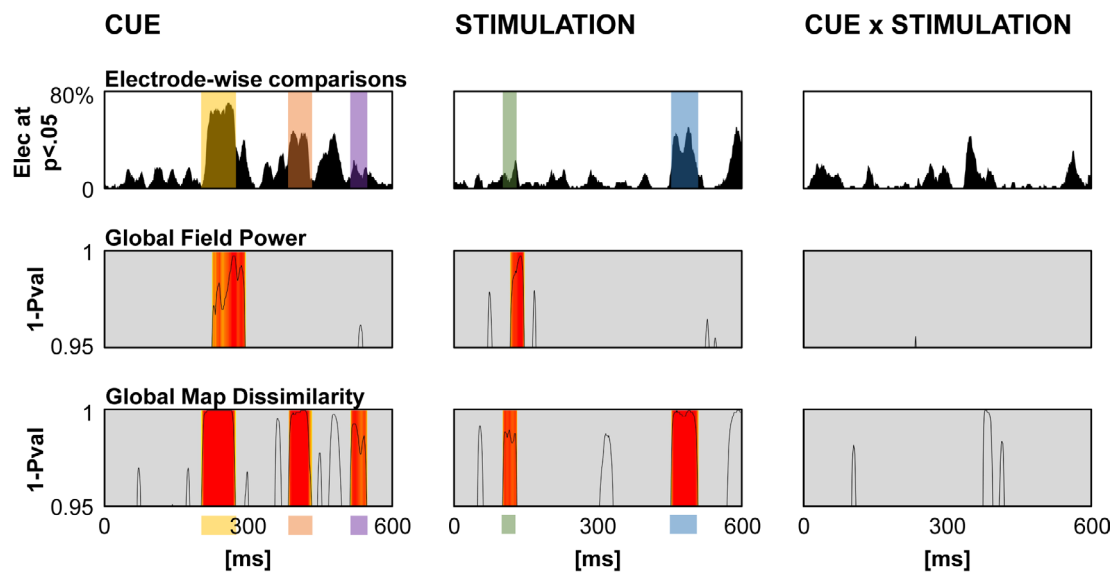 CUE
STIMULATION
CUE x STIMULATION
Electrode-wise comparisons
80%
Elec at
p<.05
0
Global Field Power
1
1-Pval
0.95
Global Map Dissimilarity
1
1-Pval
0.95
0 300 600
0 300 600
0 300 600
[ms]
[ms]
[ms]